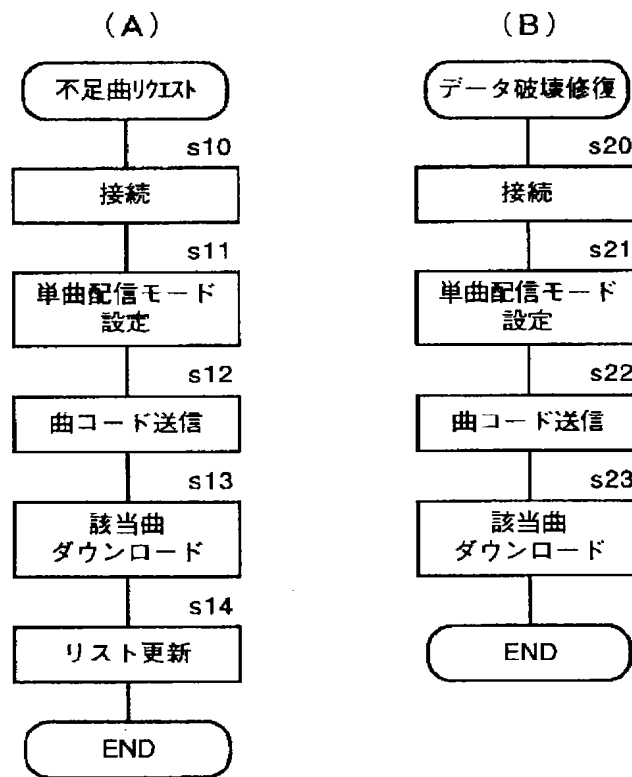 (A)
不足曲リクエスト
s10
接続
s11
単曲配信モード
設定
s12
曲コード送信
s13
該当曲
ダウンロード
s14
リスト更新
END
(B)
データ破壊修復
s20
接続
s21
単曲配信モード
設定
s22
曲コード送信
s23
該当曲
ダウンロード
END